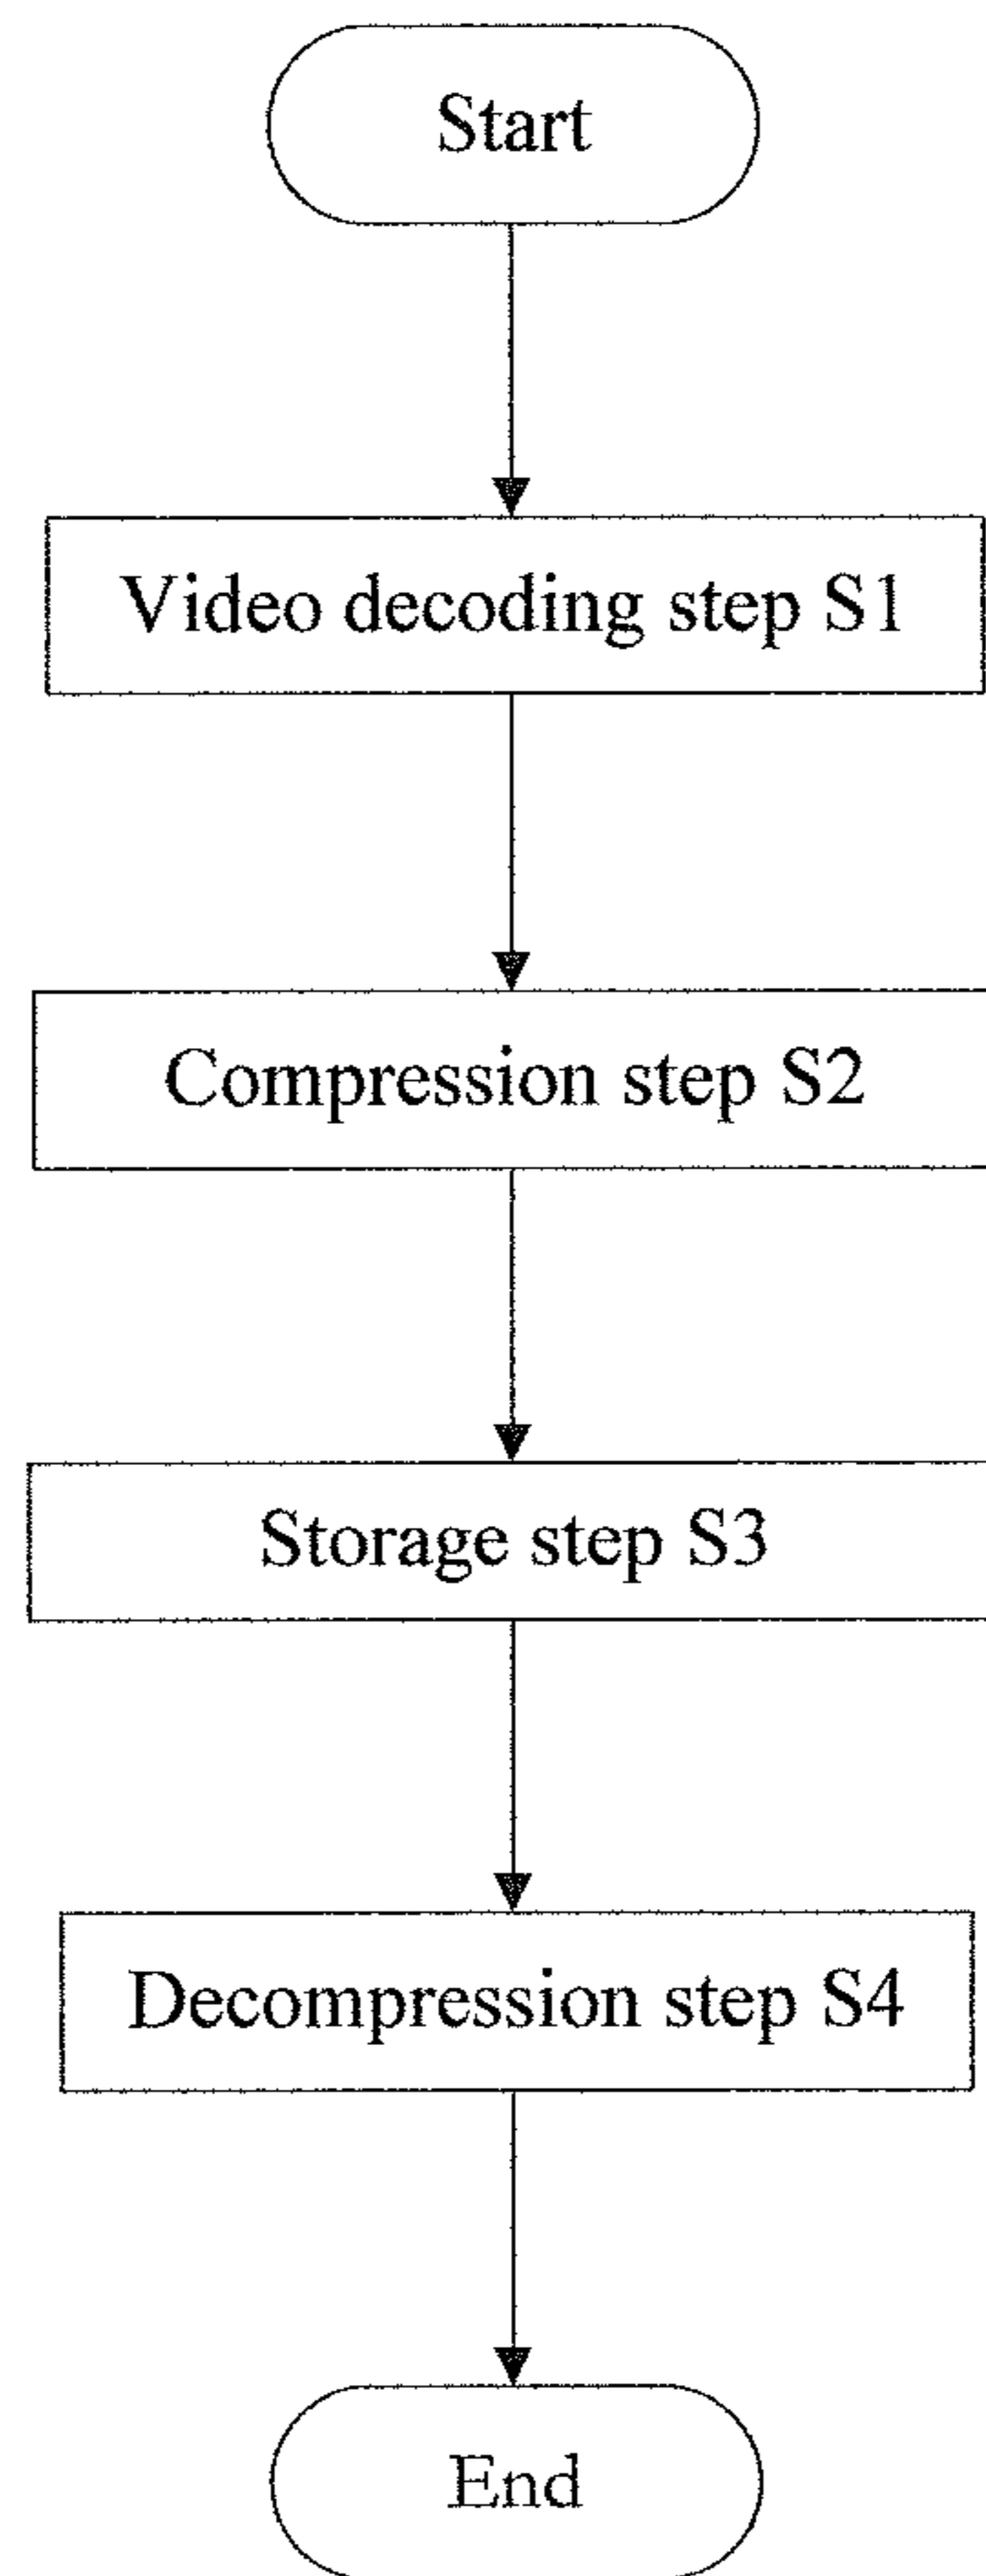 Start
Video decoding step S1
Compression step S2
Storage step S3
Decompression step S4
End